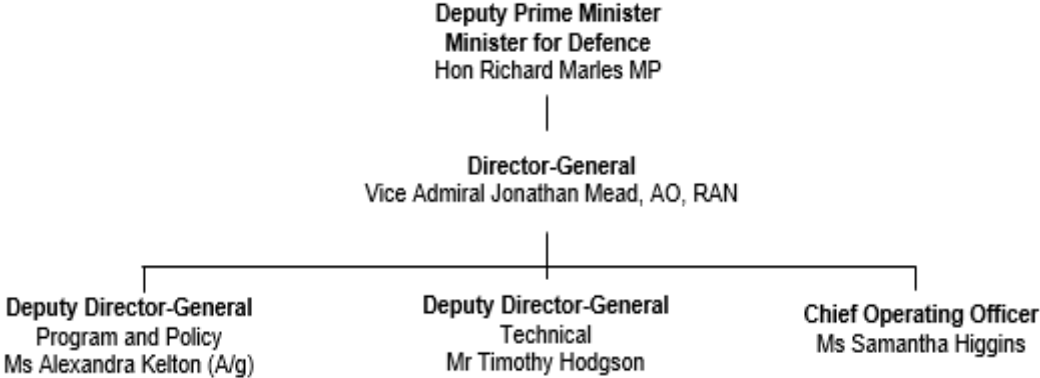 Deputy Prime Minister
Minister for Defence
Hon Richard Marles MP
Director-General
Vice Admiral Jonathan Mead, AO, RAN
Deputy Director-General
Program and Policy
Ms Alexandra Kelton (A/g)
Deputy Director-General
Technical
Mr Timothy Hodgson
Chief Operating Officer
Ms Samantha Higgins